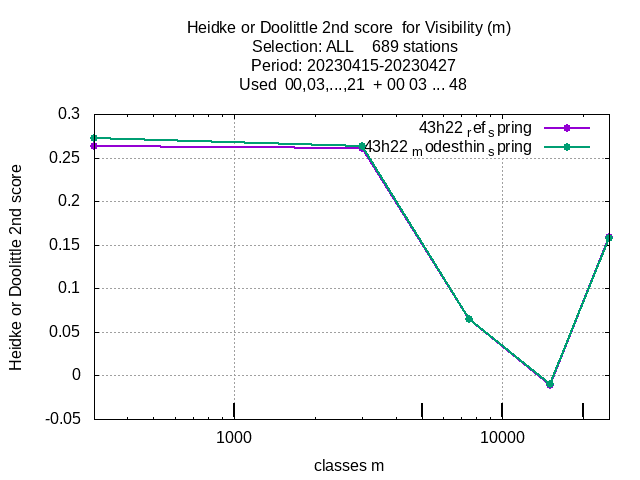 Heidke or Doolittle 2nd score  for Visibility (m)
Selection: ALL    689 stations
Period: 20230415-20230427
Used  00,03,...,21  + 00 03 ... 48
0.3
0.25
0.2
0.15
0.1
0.05
0
-0.05
Heidke or Doolittle 2nd score
43h22 ref spring
43h22 modesthin spring
1000
10000
classes m